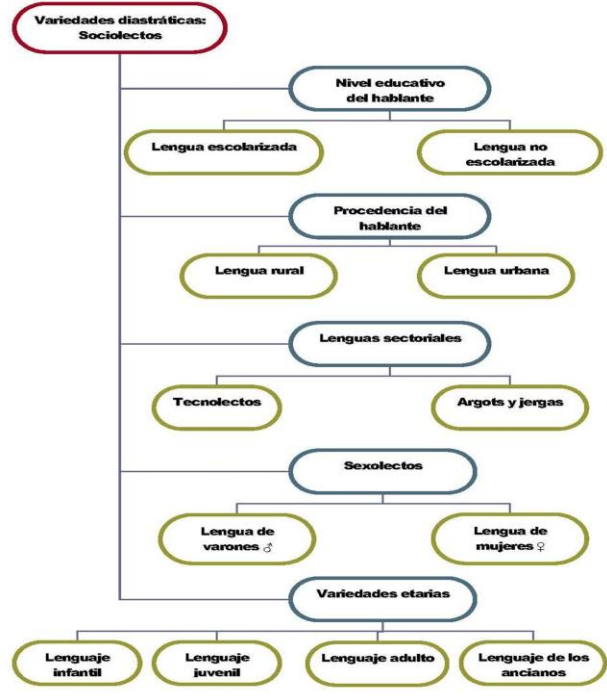 Variedades diastráticas:
Sociolectos
Nivel educativo
del hablante
Lengua escolarizada
Lengua no
escolarizada
Procedencia del
hablante
Lengua rural
Lengua urbana
Lenguas sectoriales
Tecnolectos
Argots y jergas
Sexolectos
Lengua de
varones ♂
Lengua de
mujeres ♀
Variedades etarias
Lenguaje
infantil
Lenguaje
juvenil
Lenguaje adulto
Lenguaje de los
ancianos